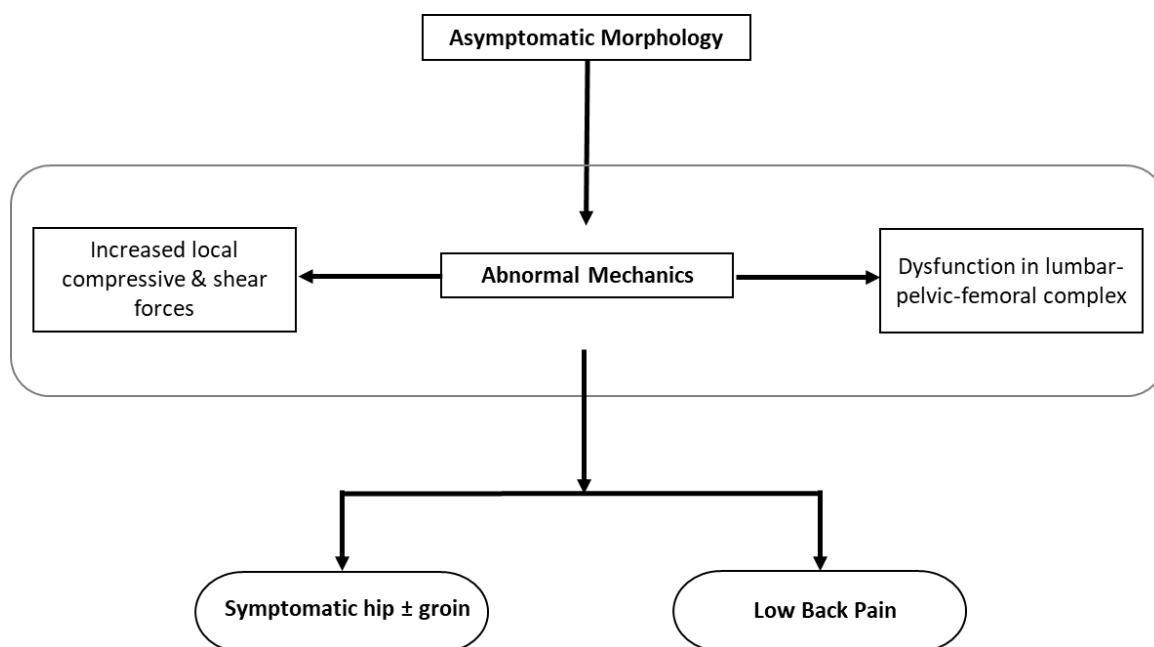 Asymptomatic Morphology
Increased local
compressive & shear
forces
Abnormal Mechanics
Dysfunction in lumbar-
pelvic-femoral complex
Symptomatic hip ± groin
Low Back Pain